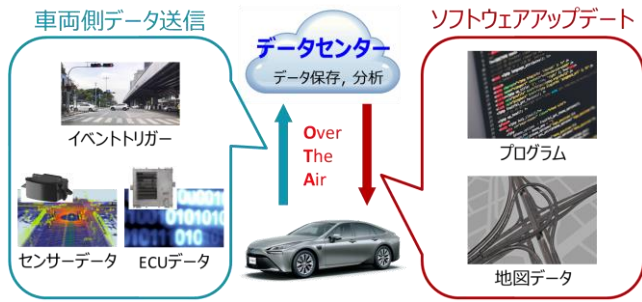 車両側データ送信
イベントトリガー
センサーデータ
ECUデータ
データセンター
データ保存, 分析
Over
The
Air
ソフトウェアアップデート
プログラム
地図データ